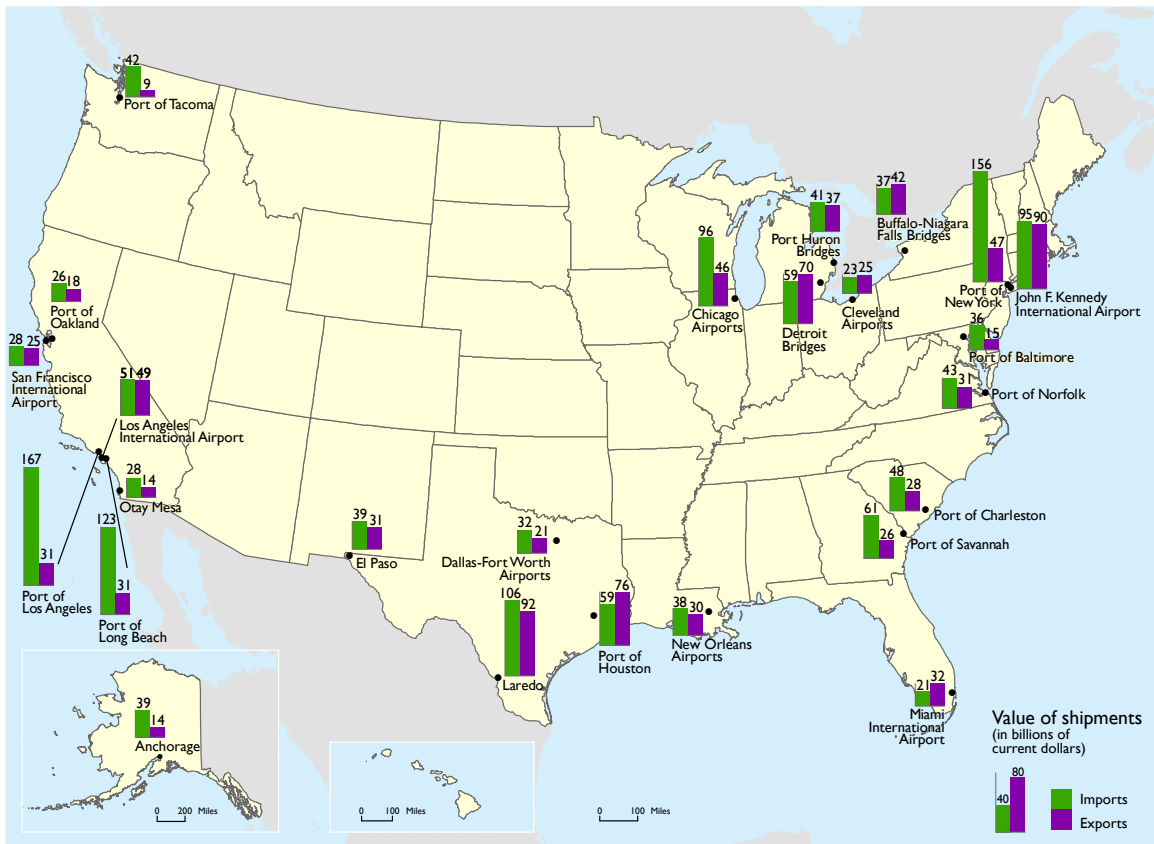 42
9
Port of Tacoma
26
18
Port of
Oakland
28
25
San Francisco
International
Airport
51
49
Los Angeles
International Airport
167
31
Port of
Los Angeles
123
31
Port of
Long Beach
28
14
Otay Mesa
39
31
El Paso
32
21
Dallas-Fort Worth
Airports
106
92
Laredo
59
76
Port of
Houston
38
30
New Orleans
Airports
96
46
Chicago
Airports
41
37
Port Huron
Bridges
59
70
Detroit
Bridges
23
25
Cleveland
Airports
37
42
Buffalo-Niagara
Falls Bridges
156
47
Port of
New York
95
90
John F. Kennedy
International Airport
36
15
Port of Baltimore
43
31
Port of Norfolk
48
28
Port of Charleston
61
26
Port of Savannah
21
32
Miami
International
Airport
39
14
Anchorage
0 200 Miles
0 100 Miles
0 100 Miles
Value of shipments
(in billions of
current dollars)
40
80
Imports
Exports